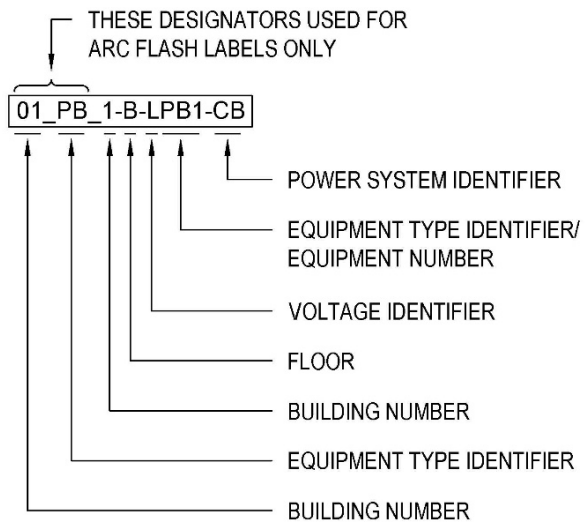 THESE DESIGNATORS USED FOR
ARC FLASH LABELS ONLY
01_PB_1-B-LPB1-CB
POWER SYSTEM IDENTIFIER
EQUIPMENT TYPE IDENTIFIER/
EQUIPMENT NUMBER
VOLTAGE IDENTIFIER
FLOOR
BUILDING NUMBER
EQUIPMENT TYPE IDENTIFIER
BUILDING NUMBER